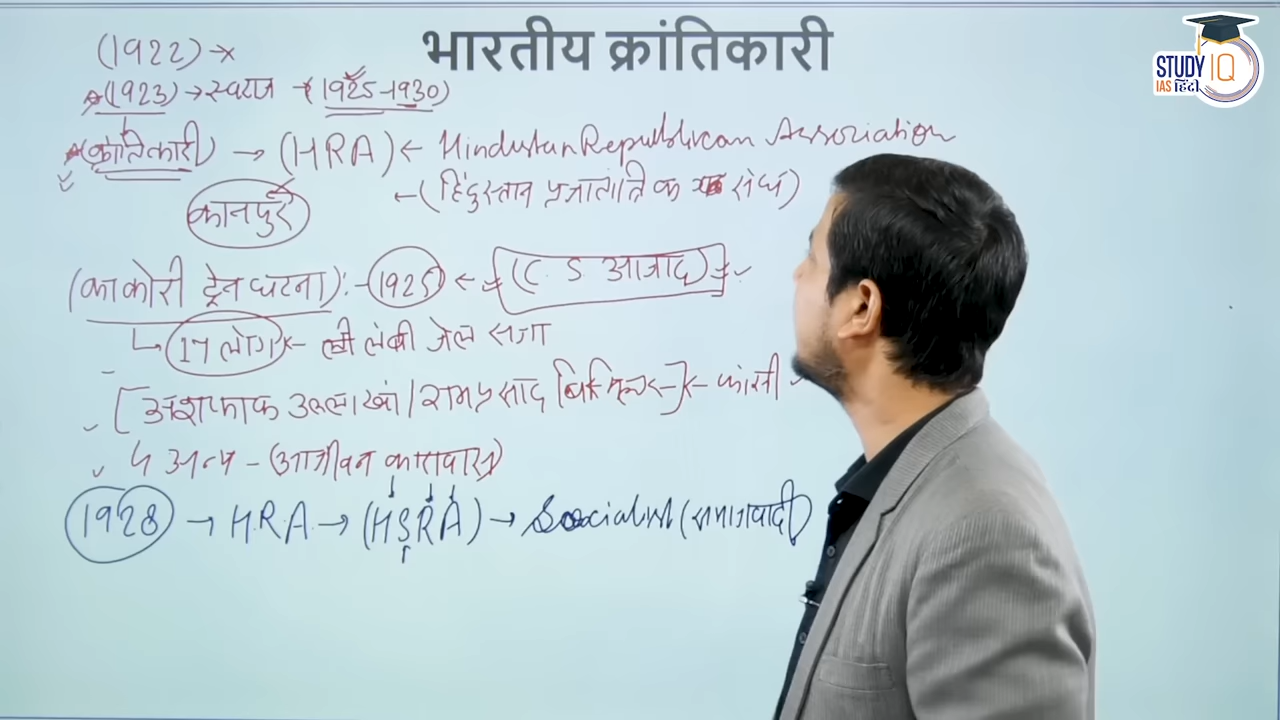 भारतीय क्रांतिकारी
STUDY IQ
IAS हिंदी
(1922) → ×
(1923) → स्वराज → (1925-1930)
(क्रांतिकारी) → (HRA) ← Hindustan Republican Association
← (हिंदुस्तान प्रजातांत्रिक संघ)
कानपुर
(काकोरी ट्रेन घटना) :- 1925 ← (C S आजाद)
17 लोग ← लंबी जेल सजा
[अशफाक उल्ला खां / रामप्रसाद बिस्मिल] ← फांसी
4 अन्य - (आजीवन कारावास)
1928 → HRA → (HSRA) → Socialist (समाजवादी)